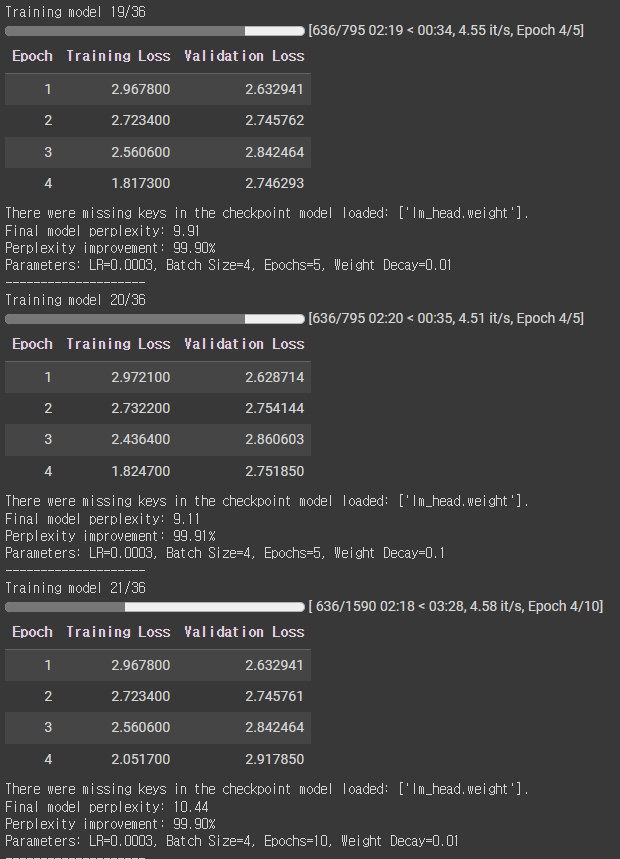 Training model 19/36
[636/795 02:19 < 00:34, 4.55 it/s, Epoch 4/5]
Epoch Training Loss Validation Loss
1 2.967800 2.632941
2 2.723400 2.745762
3 2.560600 2.842464
4 1.817300 2.746293
There were missing keys in the checkpoint model loaded: ['lm_head.weight'].
Final model perplexity: 9.91
Perplexity improvement: 99.90%
Parameters: LR=0.0003, Batch Size=4, Epochs=5, Weight Decay=0.01
--------------------
Training model 20/36
[636/795 02:20 < 00:35, 4.51 it/s, Epoch 4/5]
Epoch Training Loss Validation Loss
1 2.972100 2.628714
2 2.732200 2.754144
3 2.436400 2.860603
4 1.824700 2.751850
There were missing keys in the checkpoint model loaded: ['lm_head.weight'].
Final model perplexity: 9.11
Perplexity improvement: 99.91%
Parameters: LR=0.0003, Batch Size=4, Epochs=5, Weight Decay=0.1
--------------------
Training model 21/36
[ 636/1590 02:18 < 03:28, 4.58 it/s, Epoch 4/10]
Epoch Training Loss Validation Loss
1 2.967800 2.632941
2 2.723400 2.745761
3 2.560600 2.842464
4 2.051700 2.917850
There were missing keys in the checkpoint model loaded: ['lm_head.weight'].
Final model perplexity: 10.44
Perplexity improvement: 99.90%
Parameters: LR=0.0003, Batch Size=4, Epochs=10, Weight Decay=0.01
--------------------